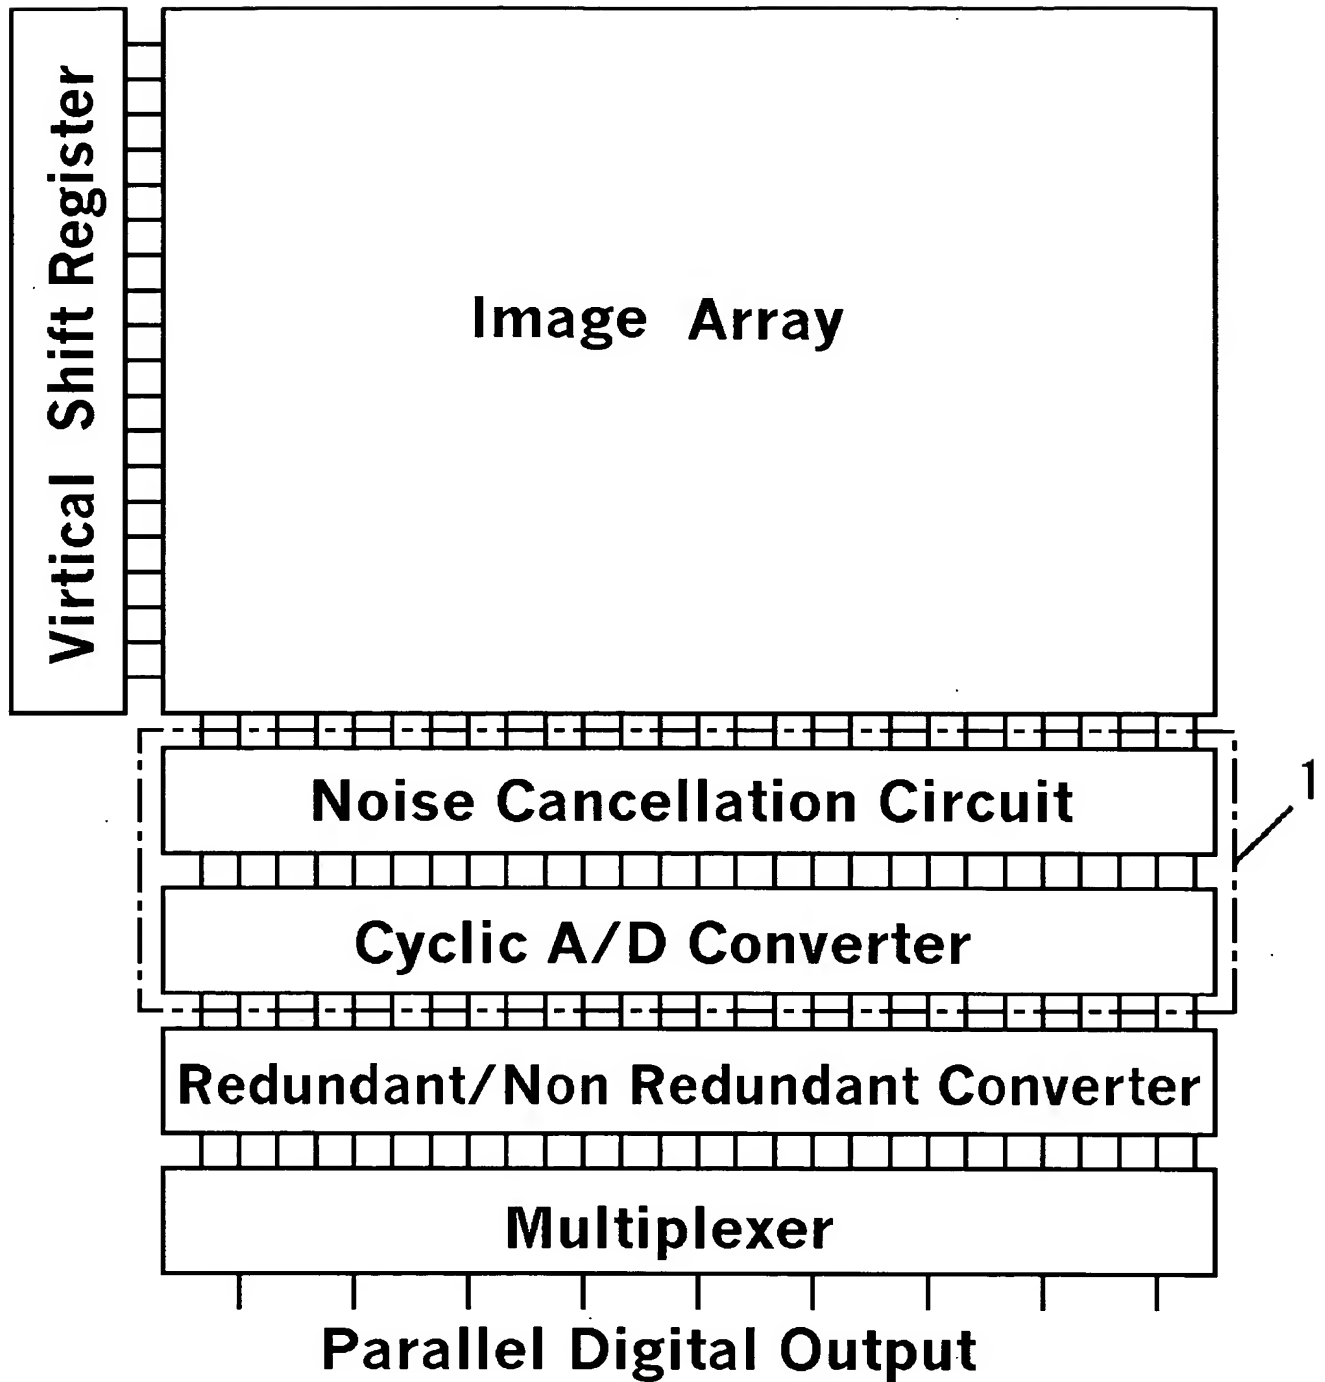 Virtical Shift Register
Image Array
Noise Cancellation Circuit
1
Cyclic A/D Converter
Redundant/Non Redundant Converter
Multiplexer
Parallel Digital Output